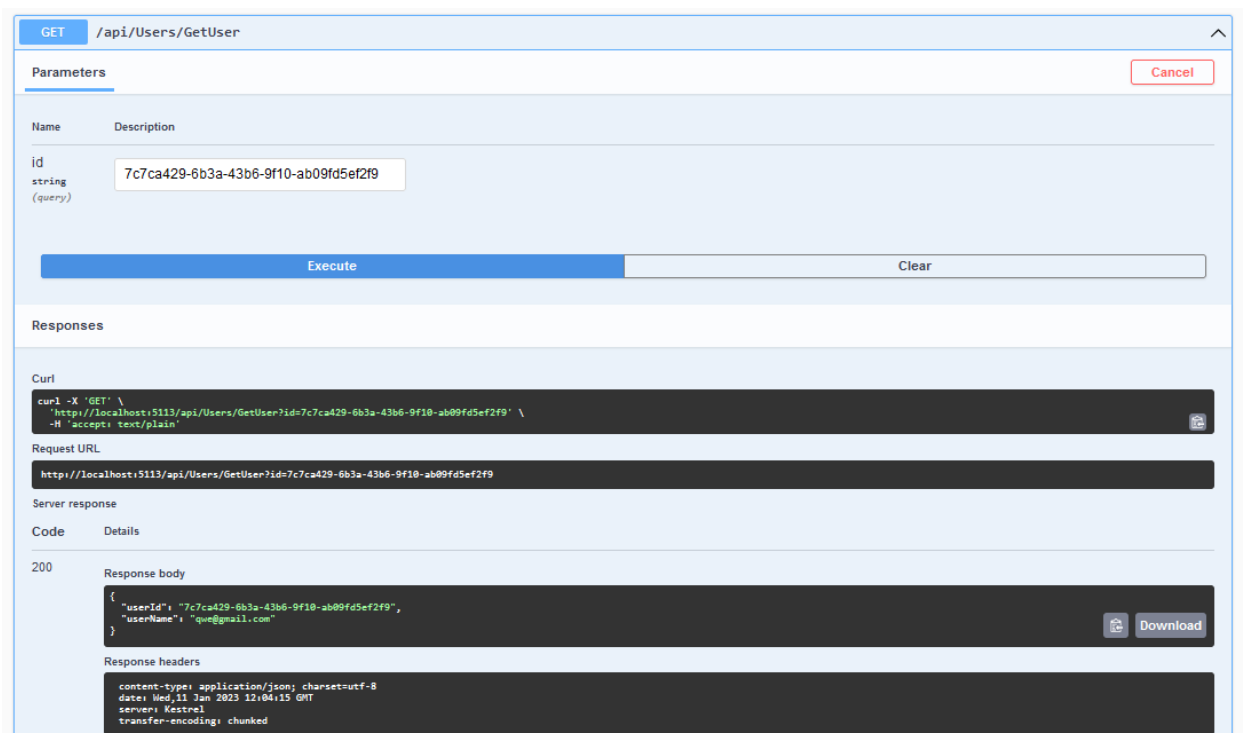 GET /api/Users/GetUser
Parameters
Cancel
Name Description
id
string
(query)
7c7ca429-6b3a-43b6-9f10-ab09fd5ef2f9
Execute Clear
Responses
Curl
curl -X 'GET' \
'http://localhost:5113/api/Users/GetUser?id=7c7ca429-6b3a-43b6-9f10-ab09fd5ef2f9' \
-H 'accept: text/plain'
Request URL
http://localhost:5113/api/Users/GetUser?id=7c7ca429-6b3a-43b6-9f10-ab09fd5ef2f9
Server response
Code Details
200
Response body
{
"userId": "7c7ca429-6b3a-43b6-9f10-ab09fd5ef2f9",
"userName": "qwe@gmail.com"
}
Download
Response headers
content-type: application/json; charset=utf-8
date: Wed,11 Jan 2023 12:04:15 GMT
server: Kestrel
transfer-encoding: chunked